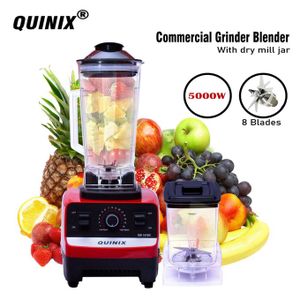 QUINIX®
Commercial Grinder Blender
With dry mill jar
5000W
8 Blades
QUINIX